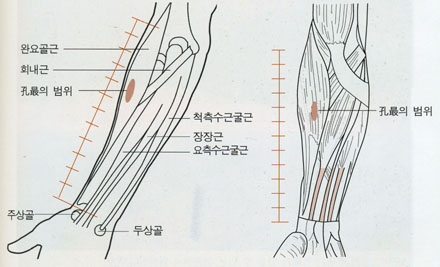 완요골근
회내근
孔最의 범위
척측수근굴근
장장근
요측수근굴근
주상골
두상골
孔最의 범위